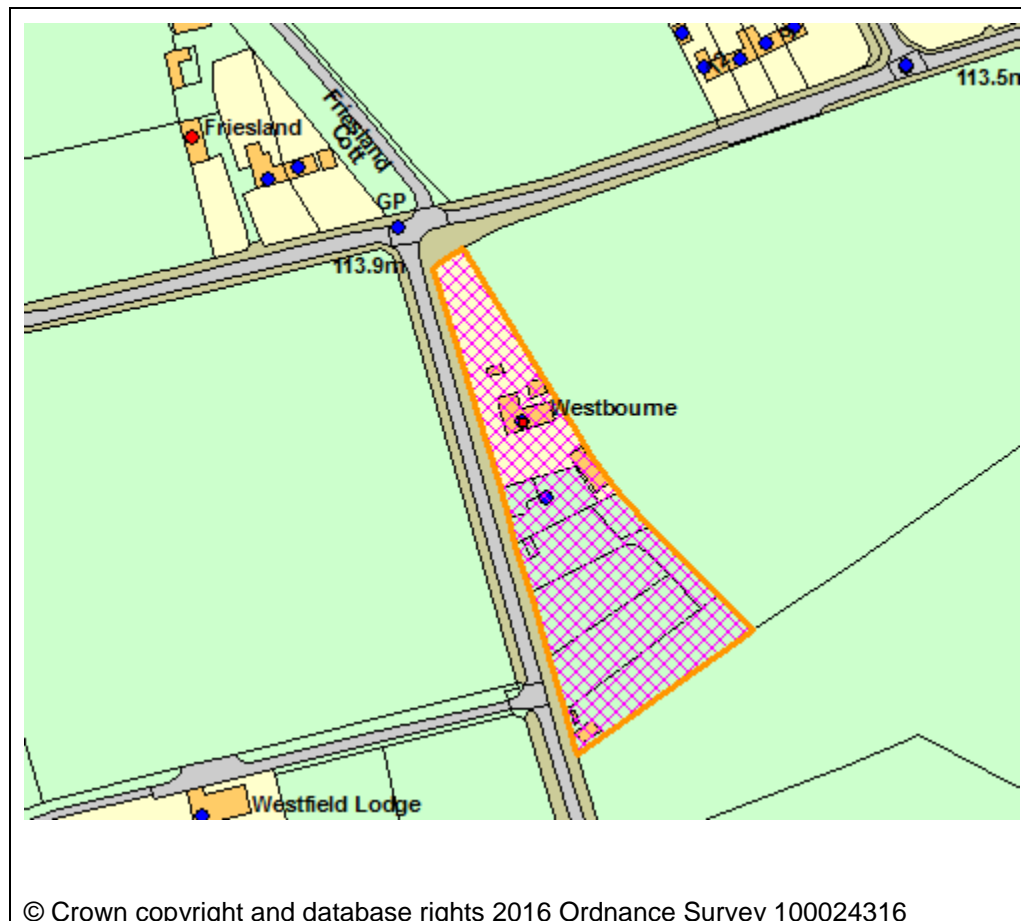 113.5m
Friesland
Friesland
Cott
GP
113.9m
Westbourne
Westfield Lodge
© Crown copyright and database rights 2016 Ordnance Survey 100024316